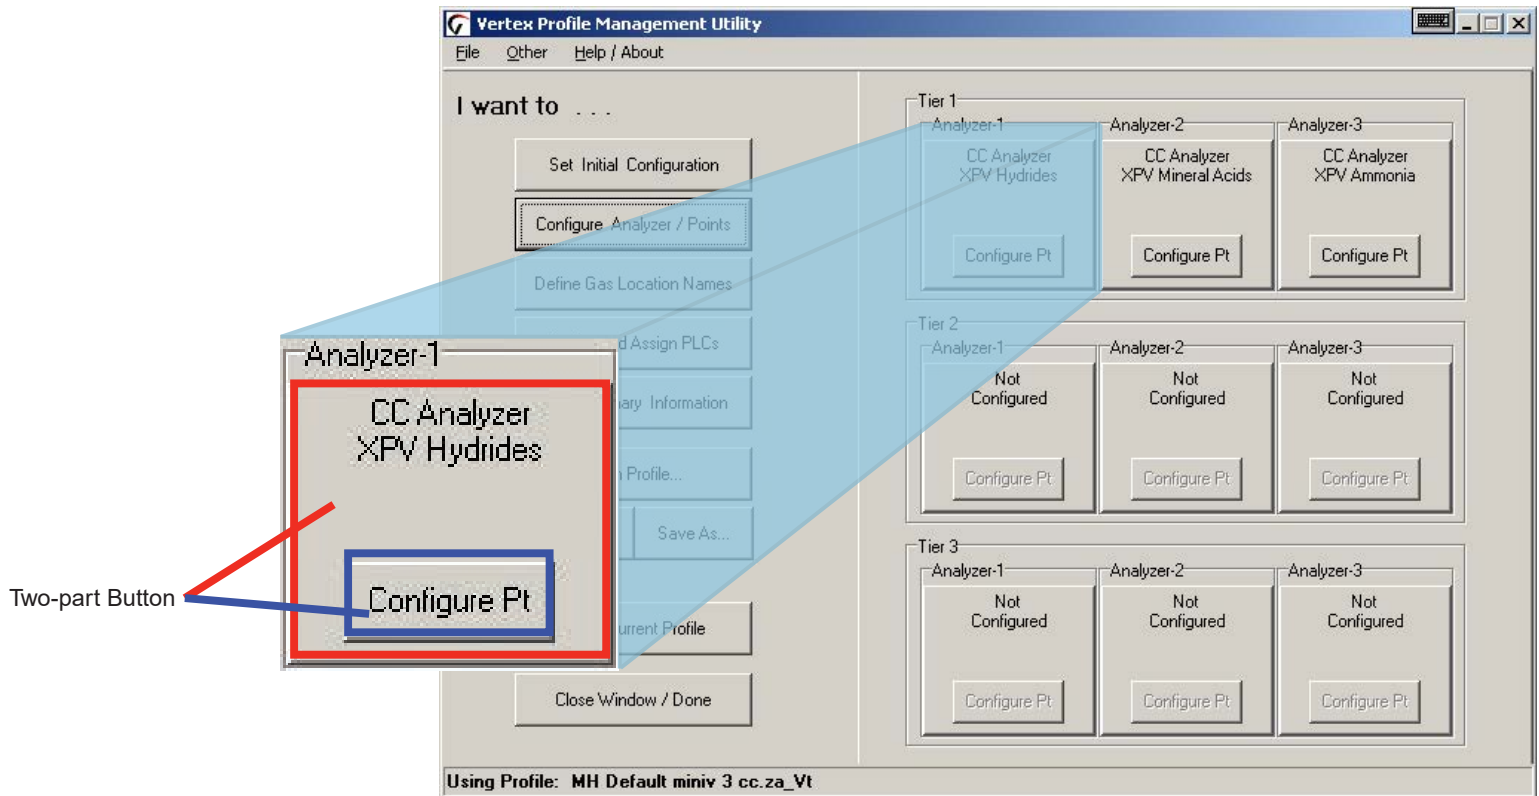 Vertex Profile Management Utility
File Other Help / About
I want to . . .
Set Initial Configuration
Configure Analyzer / Points
Define Gas Location Names
d Assign PLCs
ary Information
Profile...
Save As...
urrent Profile
Close Window / Done
Tier 1
Analyzer-1
CC Analyzer
XPV Hydrides
Configure Pt
Analyzer-2
CC Analyzer
XPV Mineral Acids
Configure Pt
Analyzer-3
CC Analyzer
XPV Ammonia
Configure Pt
Tier 2
Analyzer-1
Not
Configured
Configure Pt
Analyzer-2
Not
Configured
Configure Pt
Analyzer-3
Not
Configured
Configure Pt
Tier 3
Analyzer-1
Not
Configured
Configure Pt
Analyzer-2
Not
Configured
Configure Pt
Analyzer-3
Not
Configured
Configure Pt
Analyzer-1
CC Analyzer
XPV Hydrides
Configure Pt
Two-part Button
Using Profile: MH Default miniv 3 cc.za_Vt